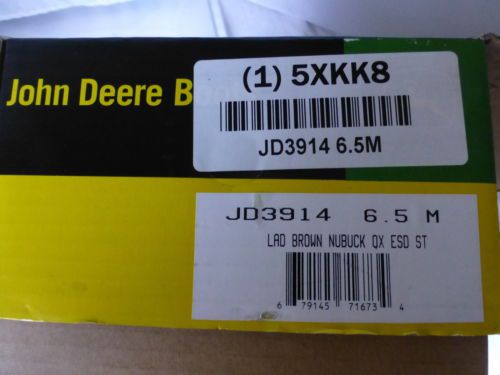 (1) 5XKK8
John Deere
JD3914 6.5M
JD3914 6.5 M
LAD BROWN NUBUCK QX ESD ST
6 79145 71673 4